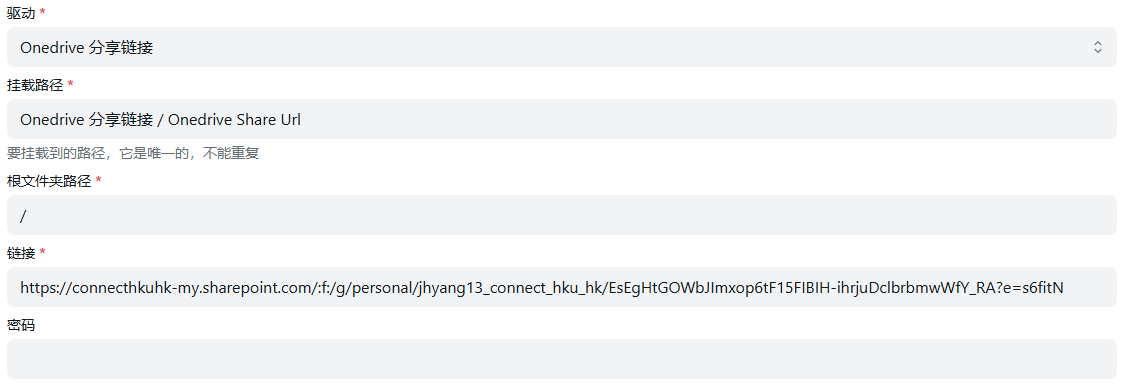 驱动 *
Onedrive 分享链接
挂载路径 *
Onedrive 分享链接 / Onedrive Share Url
要挂载到的路径，它是唯一的，不能重复
根文件夹路径 *
/
链接 *
https://connecthkuhk-my.sharepoint.com/:f:/g/personal/jhyang13_connect_hku_hk/EsEgHtGOWbJImxop6tF15FIBIH-ihrjuDclbrbmwWfY_RA?e=s6fitN
密码